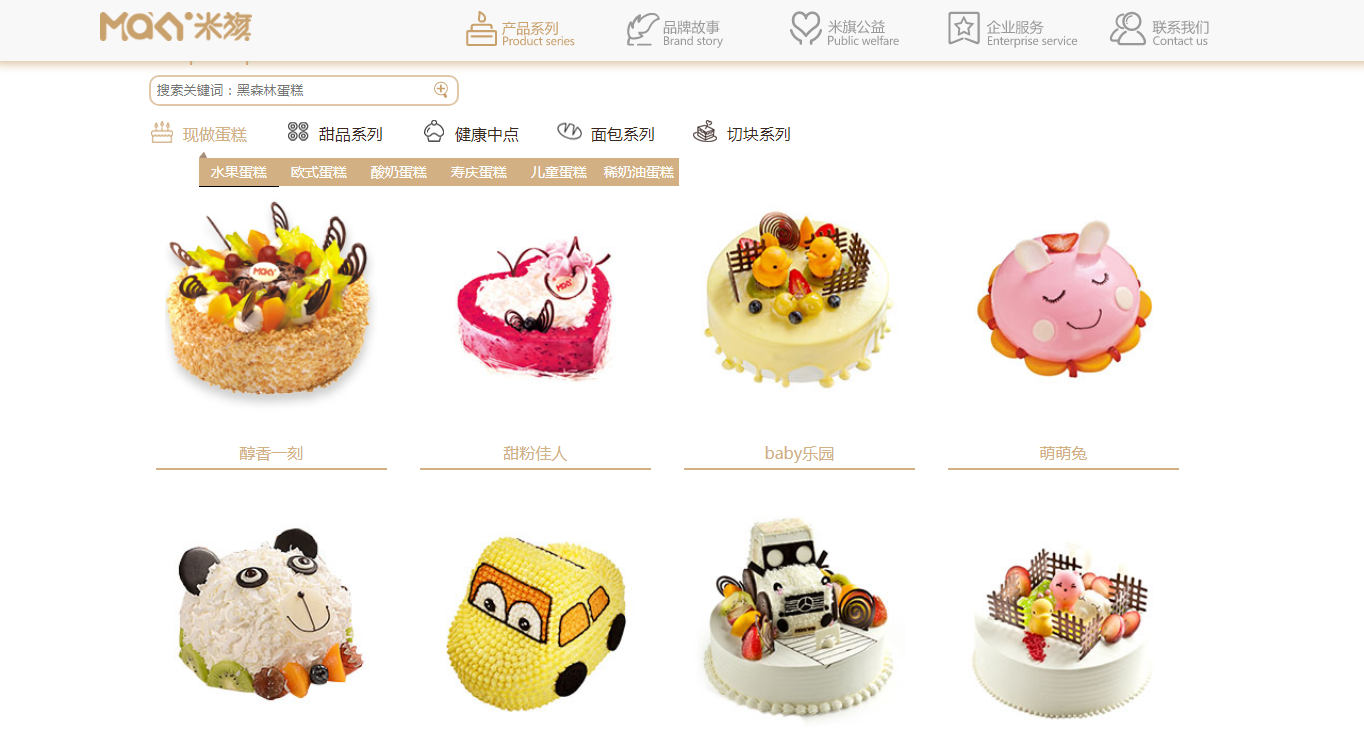 Maky 米旗
产品系列
Product series
品牌故事
Brand story
米旗公益
Public welfare
企业服务
Enterprise service
联系我们
Contact us
搜索关键词：黑森林蛋糕
现做蛋糕 甜品系列 健康中点 面包系列 切块系列
水果蛋糕 欧式蛋糕 酸奶蛋糕 寿庆蛋糕 儿童蛋糕 稀奶油蛋糕
醇香一刻 甜粉佳人 baby乐园 萌萌兔